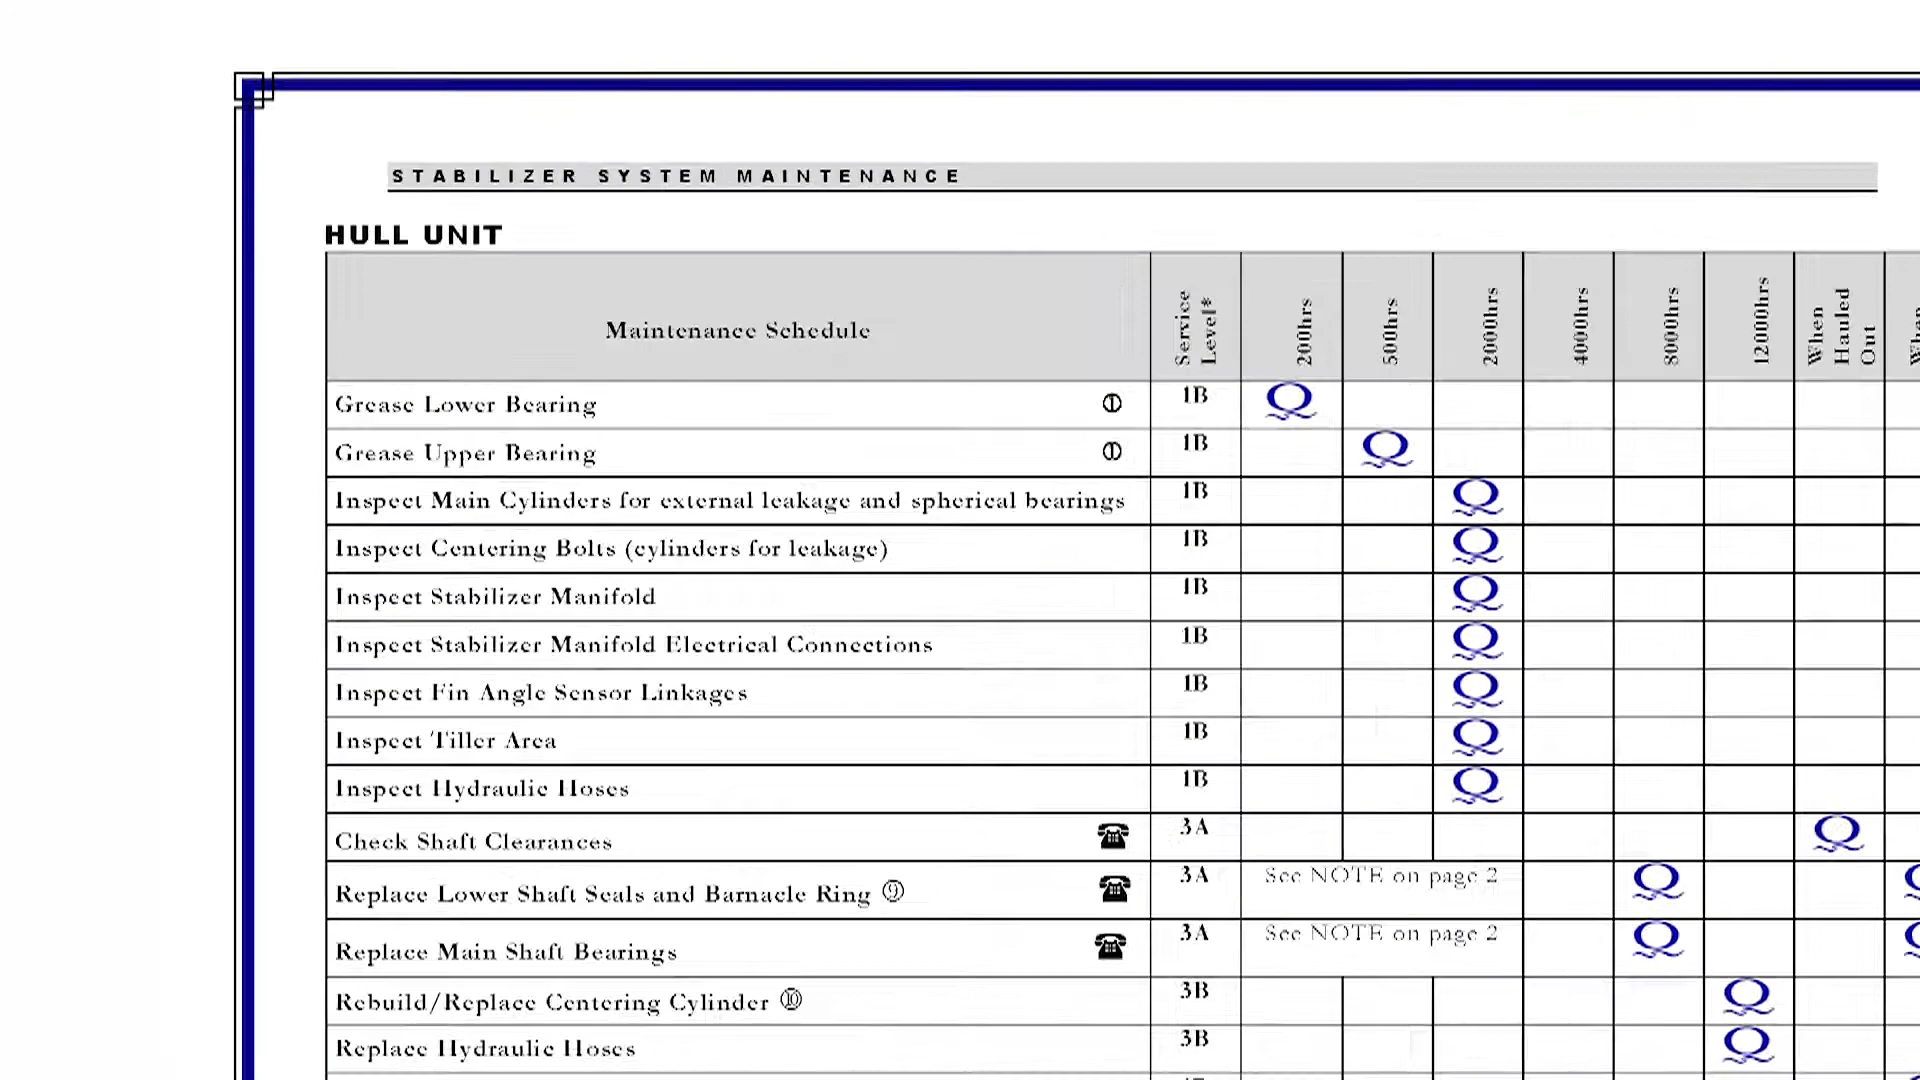 STABILIZER SYSTEM MAINTENANCE
HULL UNIT
Maintenance Schedule Service Level* 200hrs 500hrs 2000hrs 4000hrs 8000hrs 12000hrs When Hauled Out
Grease Lower Bearing ① 1B Q
Grease Upper Bearing ① 1B Q
Inspect Main Cylinders for external leakage and spherical bearings 1B Q
Inspect Centering Bolts (cylinders for leakage) 1B Q
Inspect Stabilizer Manifold 1B Q
Inspect Stabilizer Manifold Electrical Connections 1B Q
Inspect Fin Angle Sensor Linkages 1B Q
Inspect Tiller Area 1B Q
Inspect Hydraulic Hoses 1B Q
Check Shaft Clearances ☎ 3A Q
Replace Lower Shaft Seals and Barnacle Ring ⑨ ☎ 3A See NOTE on page 2 Q
Replace Main Shaft Bearings ☎ 3A See NOTE on page 2 Q
Rebuild/Replace Centering Cylinder ⑩ 3B Q
Replace Hydraulic Hoses 3B Q